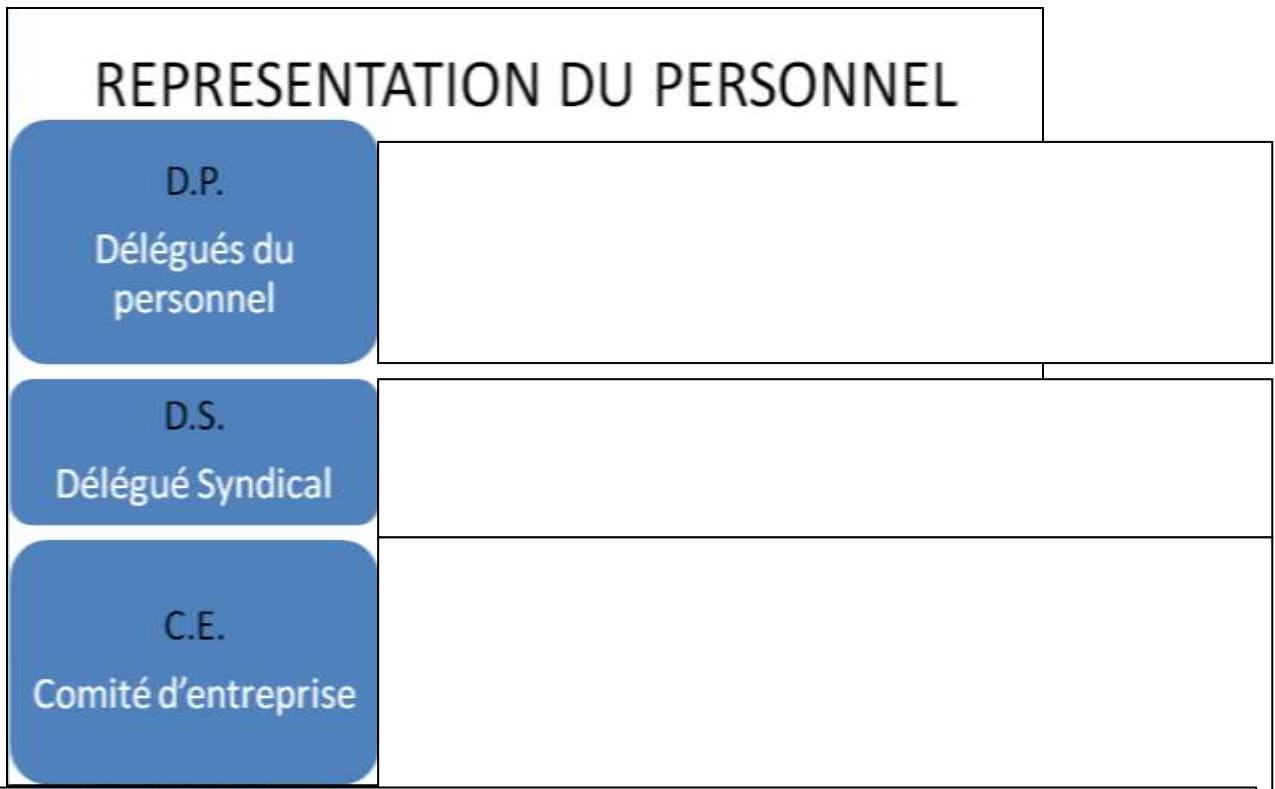 REPRESENTATION DU PERSONNEL
D.P.
Délégués du
personnel
D.S.
Délégué Syndical
C.E.
Comité d'entreprise